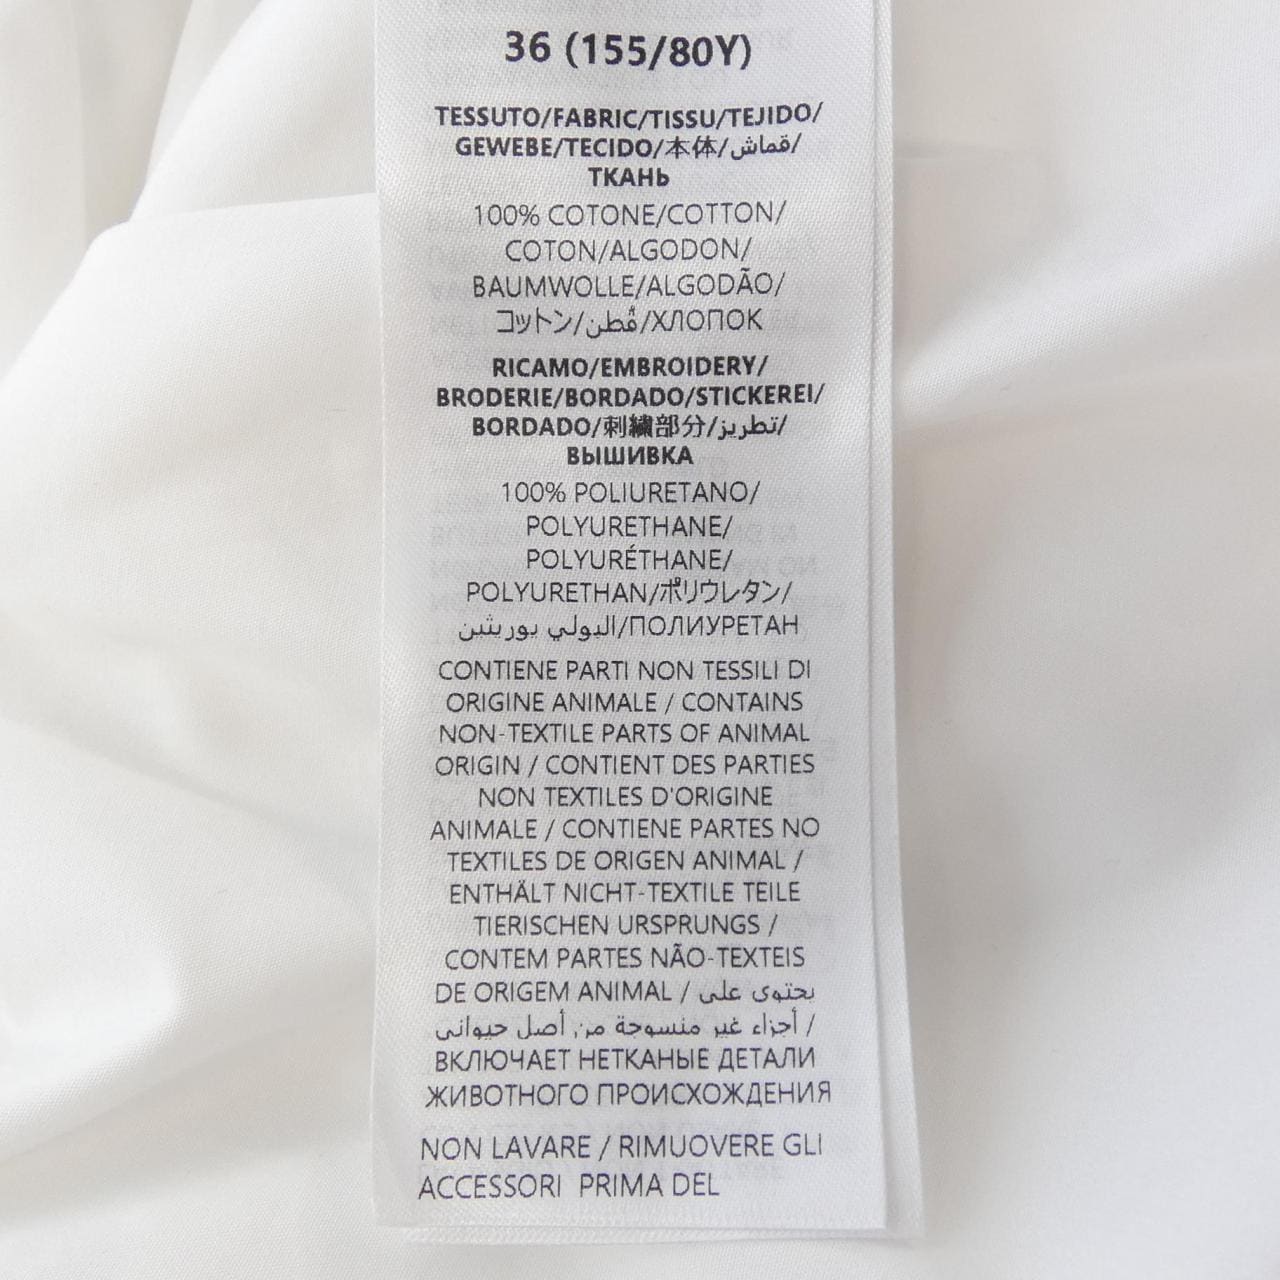 36 (155/80Y)
TESSUTO/FABRIC/TISSU/TEJIDO/
GEWEBE/TECIDO/本体/قماش/
ТКАНЬ
100% COTONE/COTTON/
COTON/ALGODON/
BAUMWOLLE/ALGODÃO/
コットン/قُطن/ХЛОПОК
RICAMO/EMBROIDERY/
BRODERIE/BORDADO/STICKEREI/
BORDADO/刺繍部分/تطريز/
ВЫШИВКА
100% POLIURETANO/
POLYURETHANE/
POLYURÉTHANE/
POLYURETHAN/ポリウレタン/
البولي يوريثين/ПОЛИУРЕТАН
CONTIENE PARTI NON TESSILI DI
ORIGINE ANIMALE / CONTAINS
NON-TEXTILE PARTS OF ANIMAL
ORIGIN / CONTIENT DES PARTIES
NON TEXTILES D'ORIGINE
ANIMALE / CONTIENE PARTES NO
TEXTILES DE ORIGEN ANIMAL /
ENTHÄLT NICHT-TEXTILE TEILE
TIERISCHEN URSPRUNGS /
CONTEM PARTES NÃO-TEXTEIS
DE ORIGEM ANIMAL / يحتوى على
أجزاء غير منسوجة من أصل حيوانى /
ВКЛЮЧАЕТ НЕТКАНЫЕ ДЕТАЛИ
ЖИВОТНОГО ПРОИСХОЖДЕНИЯ
NON LAVARE / RIMUOVERE GLI
ACCESSORI PRIMA DEL